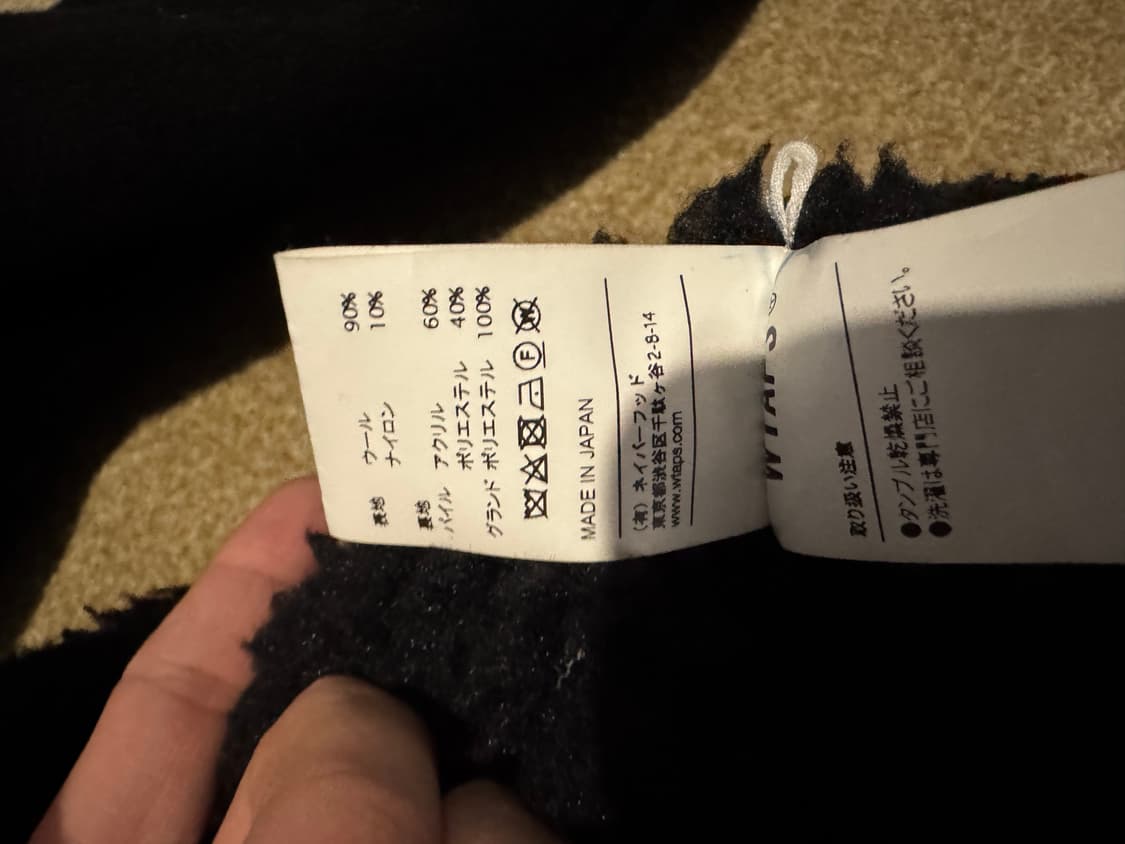 表地 ウール 90%
ナイロン 10%
裏地
パイル アクリル 60%
ポリエステル 40%
グランド ポリエステル 100%
F
W
MADE IN JAPAN
(有) ネイバーフッド
東京都渋谷区千駄ヶ谷2-8-14
www.wtaps.com
WTAPS®
取り扱い注意
●タンブル乾燥禁止
●洗濯は専門店にご相談ください。